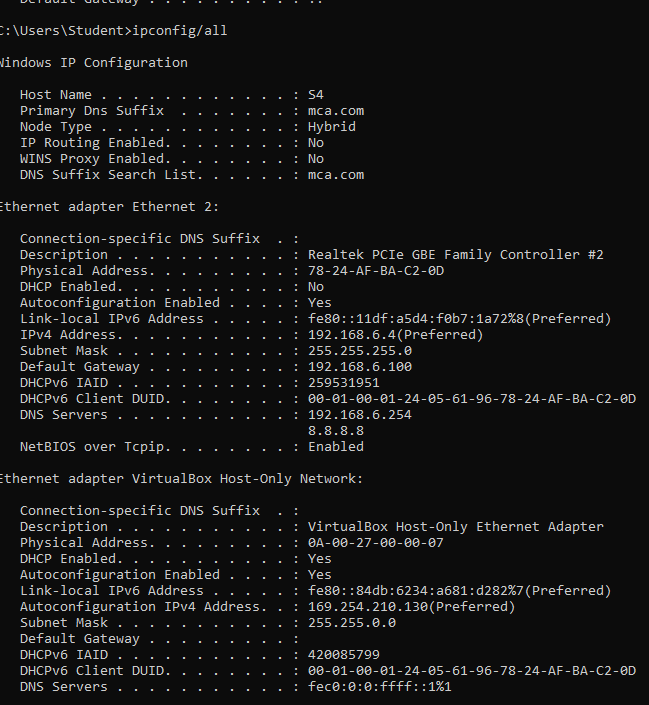 Default Gateway . . . . . . . . . : ::
C:\Users\Student>ipconfig/all
Windows IP Configuration
Host Name . . . . . . . . . . . . : S4
Primary Dns Suffix  . . . . . . . : mca.com
Node Type . . . . . . . . . . . . : Hybrid
IP Routing Enabled. . . . . . . . : No
WINS Proxy Enabled. . . . . . . . : No
DNS Suffix Search List. . . . . . : mca.com
Ethernet adapter Ethernet 2:
Connection-specific DNS Suffix  . :
Description . . . . . . . . . . . : Realtek PCIe GBE Family Controller #2
Physical Address. . . . . . . . . : 78-24-AF-BA-C2-0D
DHCP Enabled. . . . . . . . . . . : No
Autoconfiguration Enabled . . . . : Yes
Link-local IPv6 Address . . . . . : fe80::11df:a5d4:f0b7:1a72%8(Preferred)
IPv4 Address. . . . . . . . . . . : 192.168.6.4(Preferred)
Subnet Mask . . . . . . . . . . . : 255.255.255.0
Default Gateway . . . . . . . . . : 192.168.6.100
DHCPv6 IAID . . . . . . . . . . . : 259531951
DHCPv6 Client DUID. . . . . . . . : 00-01-00-01-24-05-61-96-78-24-AF-BA-C2-0D
DNS Servers . . . . . . . . . . . : 192.168.6.254
8.8.8.8
NetBIOS over Tcpip. . . . . . . . : Enabled
Ethernet adapter VirtualBox Host-Only Network:
Connection-specific DNS Suffix  . :
Description . . . . . . . . . . . : VirtualBox Host-Only Ethernet Adapter
Physical Address. . . . . . . . . : 0A-00-27-00-00-07
DHCP Enabled. . . . . . . . . . . : Yes
Autoconfiguration Enabled . . . . : Yes
Link-local IPv6 Address . . . . . : fe80::84db:6234:a681:d282%7(Preferred)
Autoconfiguration IPv4 Address. . : 169.254.210.130(Preferred)
Subnet Mask . . . . . . . . . . . : 255.255.0.0
Default Gateway . . . . . . . . . :
DHCPv6 IAID . . . . . . . . . . . : 420085799
DHCPv6 Client DUID. . . . . . . . : 00-01-00-01-24-05-61-96-78-24-AF-BA-C2-0D
DNS Servers . . . . . . . . . . . : fec0:0:0:ffff::1%1